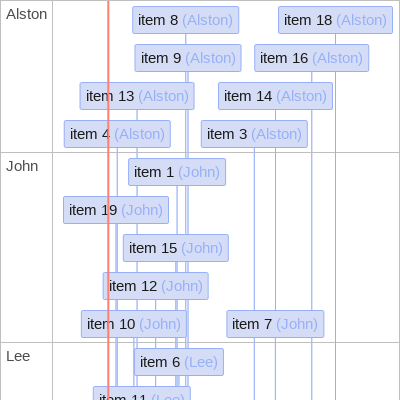 Alston
item 8 (Alston)
item 18 (Alston)
item 9 (Alston)
item 16 (Alston)
item 13 (Alston)
item 14 (Alston)
item 4 (Alston)
item 3 (Alston)
John
item 1 (John)
item 19 (John)
item 15 (John)
item 12 (John)
item 10 (John)
item 7 (John)
Lee
item 6 (Lee)
item 11 (Lee)